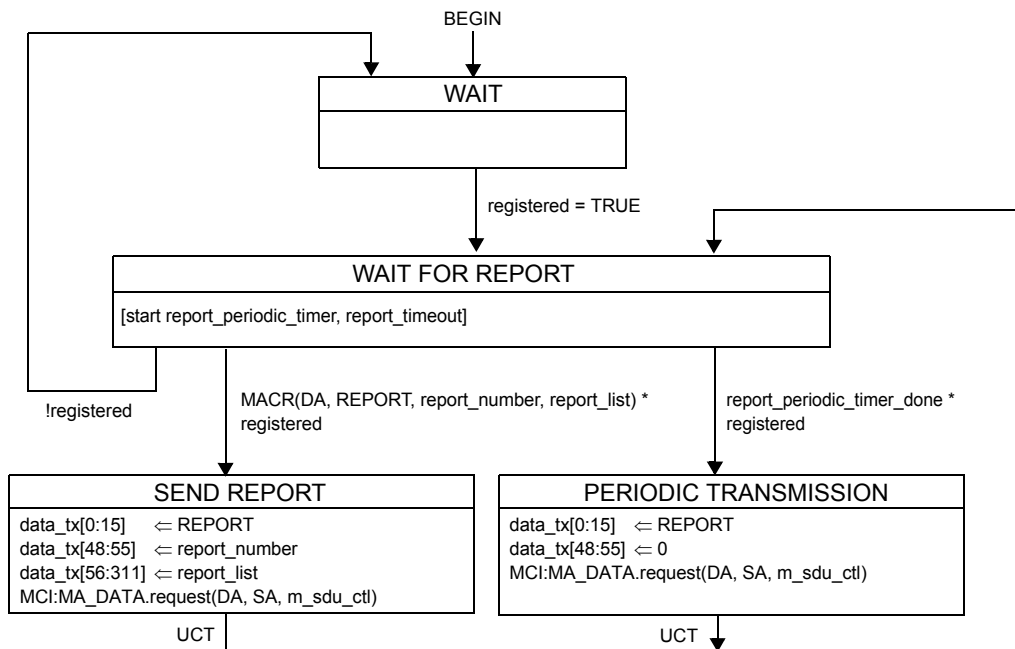 BEGIN
WAIT
registered = TRUE
WAIT FOR REPORT
[start report_periodic_timer, report_timeout]
!registered
MACR(DA, REPORT, report_number, report_list) *
registered
report_periodic_timer_done *
registered
SEND REPORT
data_tx[0:15] ⇐ REPORT
data_tx[48:55] ⇐ report_number
data_tx[56:311] ⇐ report_list
MCI:MA_DATA.request(DA, SA, m_sdu_ctl)
UCT
PERIODIC TRANSMISSION
data_tx[0:15] ⇐ REPORT
data_tx[48:55] ⇐ 0
MCI:MA_DATA.request(DA, SA, m_sdu_ctl)
UCT